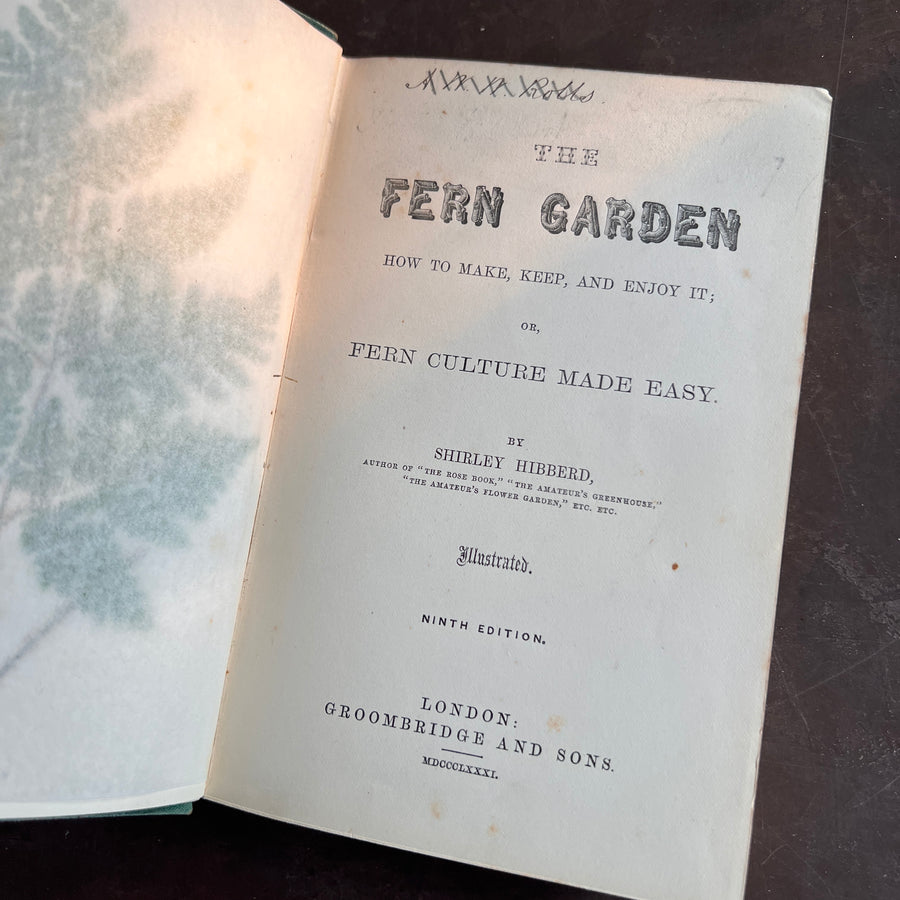 THE
FERN GARDEN
HOW TO MAKE, KEEP, AND ENJOY IT;
OR,
FERN CULTURE MADE EASY.
BY
SHIRLEY HIBBERD,
AUTHOR OF "THE ROSE BOOK," "THE AMATEUR'S GREENHOUSE,"
"THE AMATEUR'S FLOWER GARDEN," ETC. ETC.
Illustrated.
NINTH EDITION.
LONDON:
GROOMBRIDGE AND SONS.
MDCCCLXXXI.